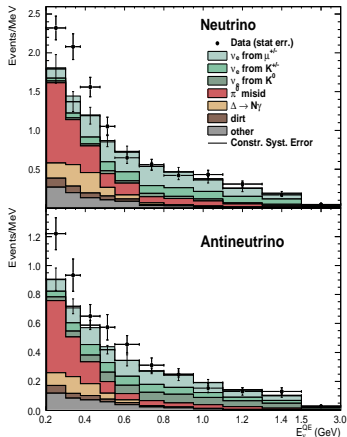 Events/MeV
2.5
2.0
1.5
1.0
0.5
Neutrino
Data (stat err.)
νe from μ+/-
νe from K+/-
νe from K0
π0 misid
Δ → Nγ
dirt
other
Constr. Syst. Error
Events/MeV
1.2
1.0
0.8
0.6
0.4
0.2
0.0
Antineutrino
0.2 0.4 0.6 0.8 1.0 1.2 1.4 1.5 3.0
EνQE (GeV)